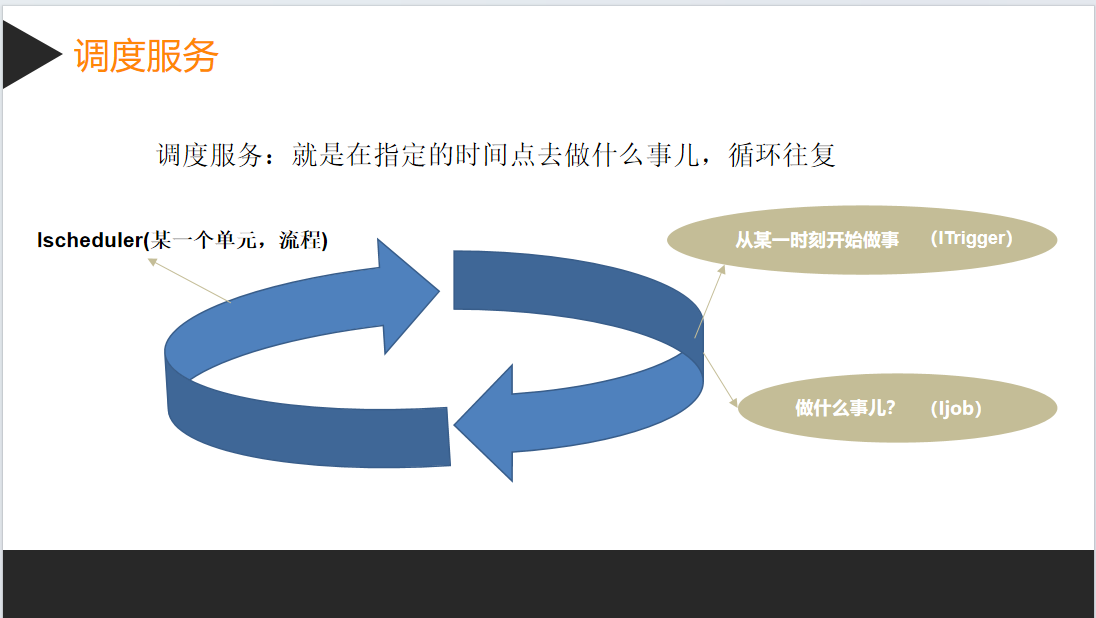 调度服务
调度服务：就是在指定的时间点去做什么事儿，循环往复
Ischeduler(某一个单元，流程)
从某一时刻开始做事 （ITrigger）
做什么事儿？ （Ijob）